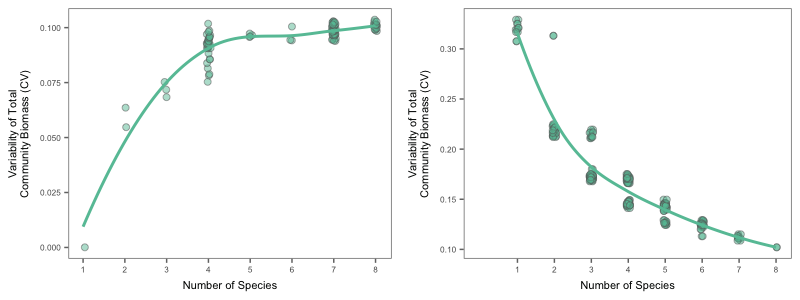 Variability of Total
Community Biomass (CV)
0.100
0.075
0.050
0.025
0.000
1 2 3 4 5 6 7 8
Number of Species
Variability of Total
Community Biomass (CV)
0.30
0.25
0.20
0.15
0.10
1 2 3 4 5 6 7 8
Number of Species